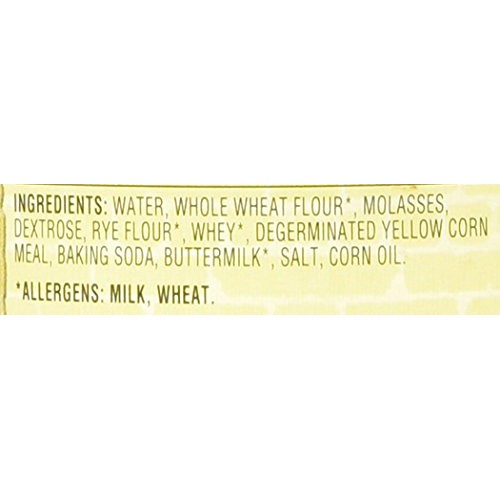 INGREDIENTS: WATER, WHOLE WHEAT FLOUR*, MOLASSES,
DEXTROSE, RYE FLOUR*, WHEY*, DEGERMINATED YELLOW CORN
MEAL, BAKING SODA, BUTTERMILK*, SALT, CORN OIL.
*ALLERGENS: MILK, WHEAT.